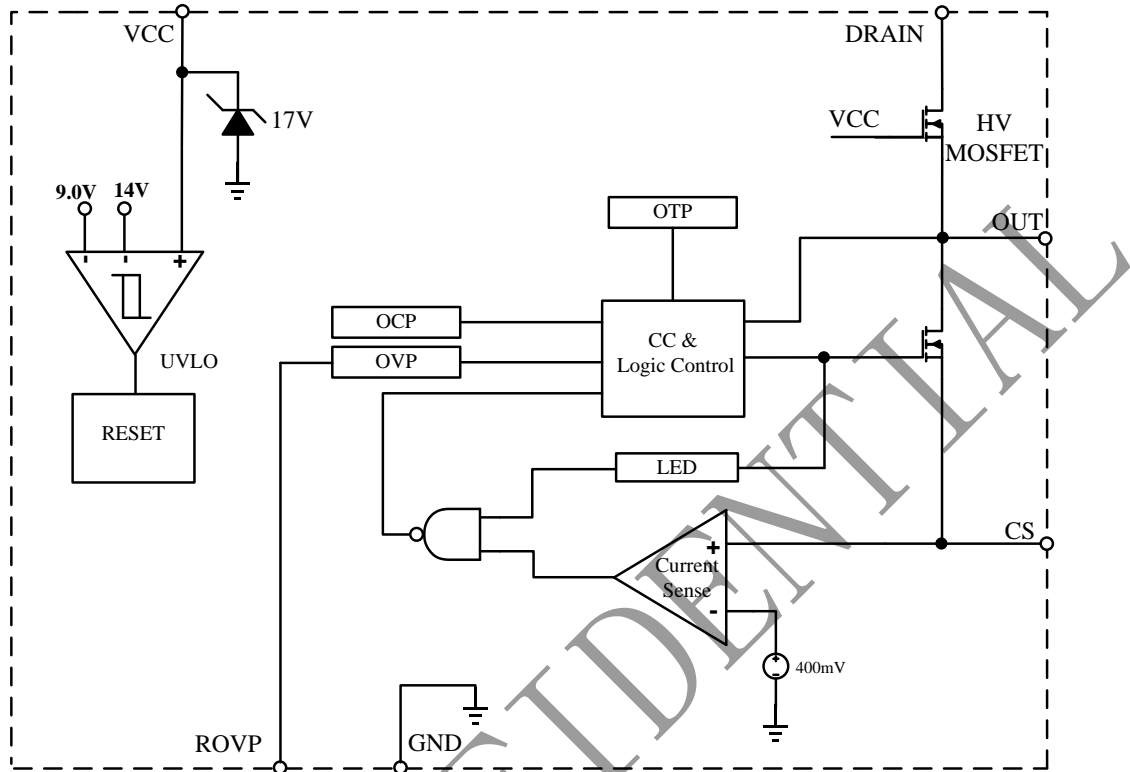 VCC
DRAIN
17V
VCC
HV
MOSFET
9.0V
14V
OTP
OUT
-
-
+
OCP
CC &
Logic Control
OVP
UVLO
RESET
LED
CS
+
Current
Sense
-
+
-
400mV
ROVP
GND
IDENTIAL